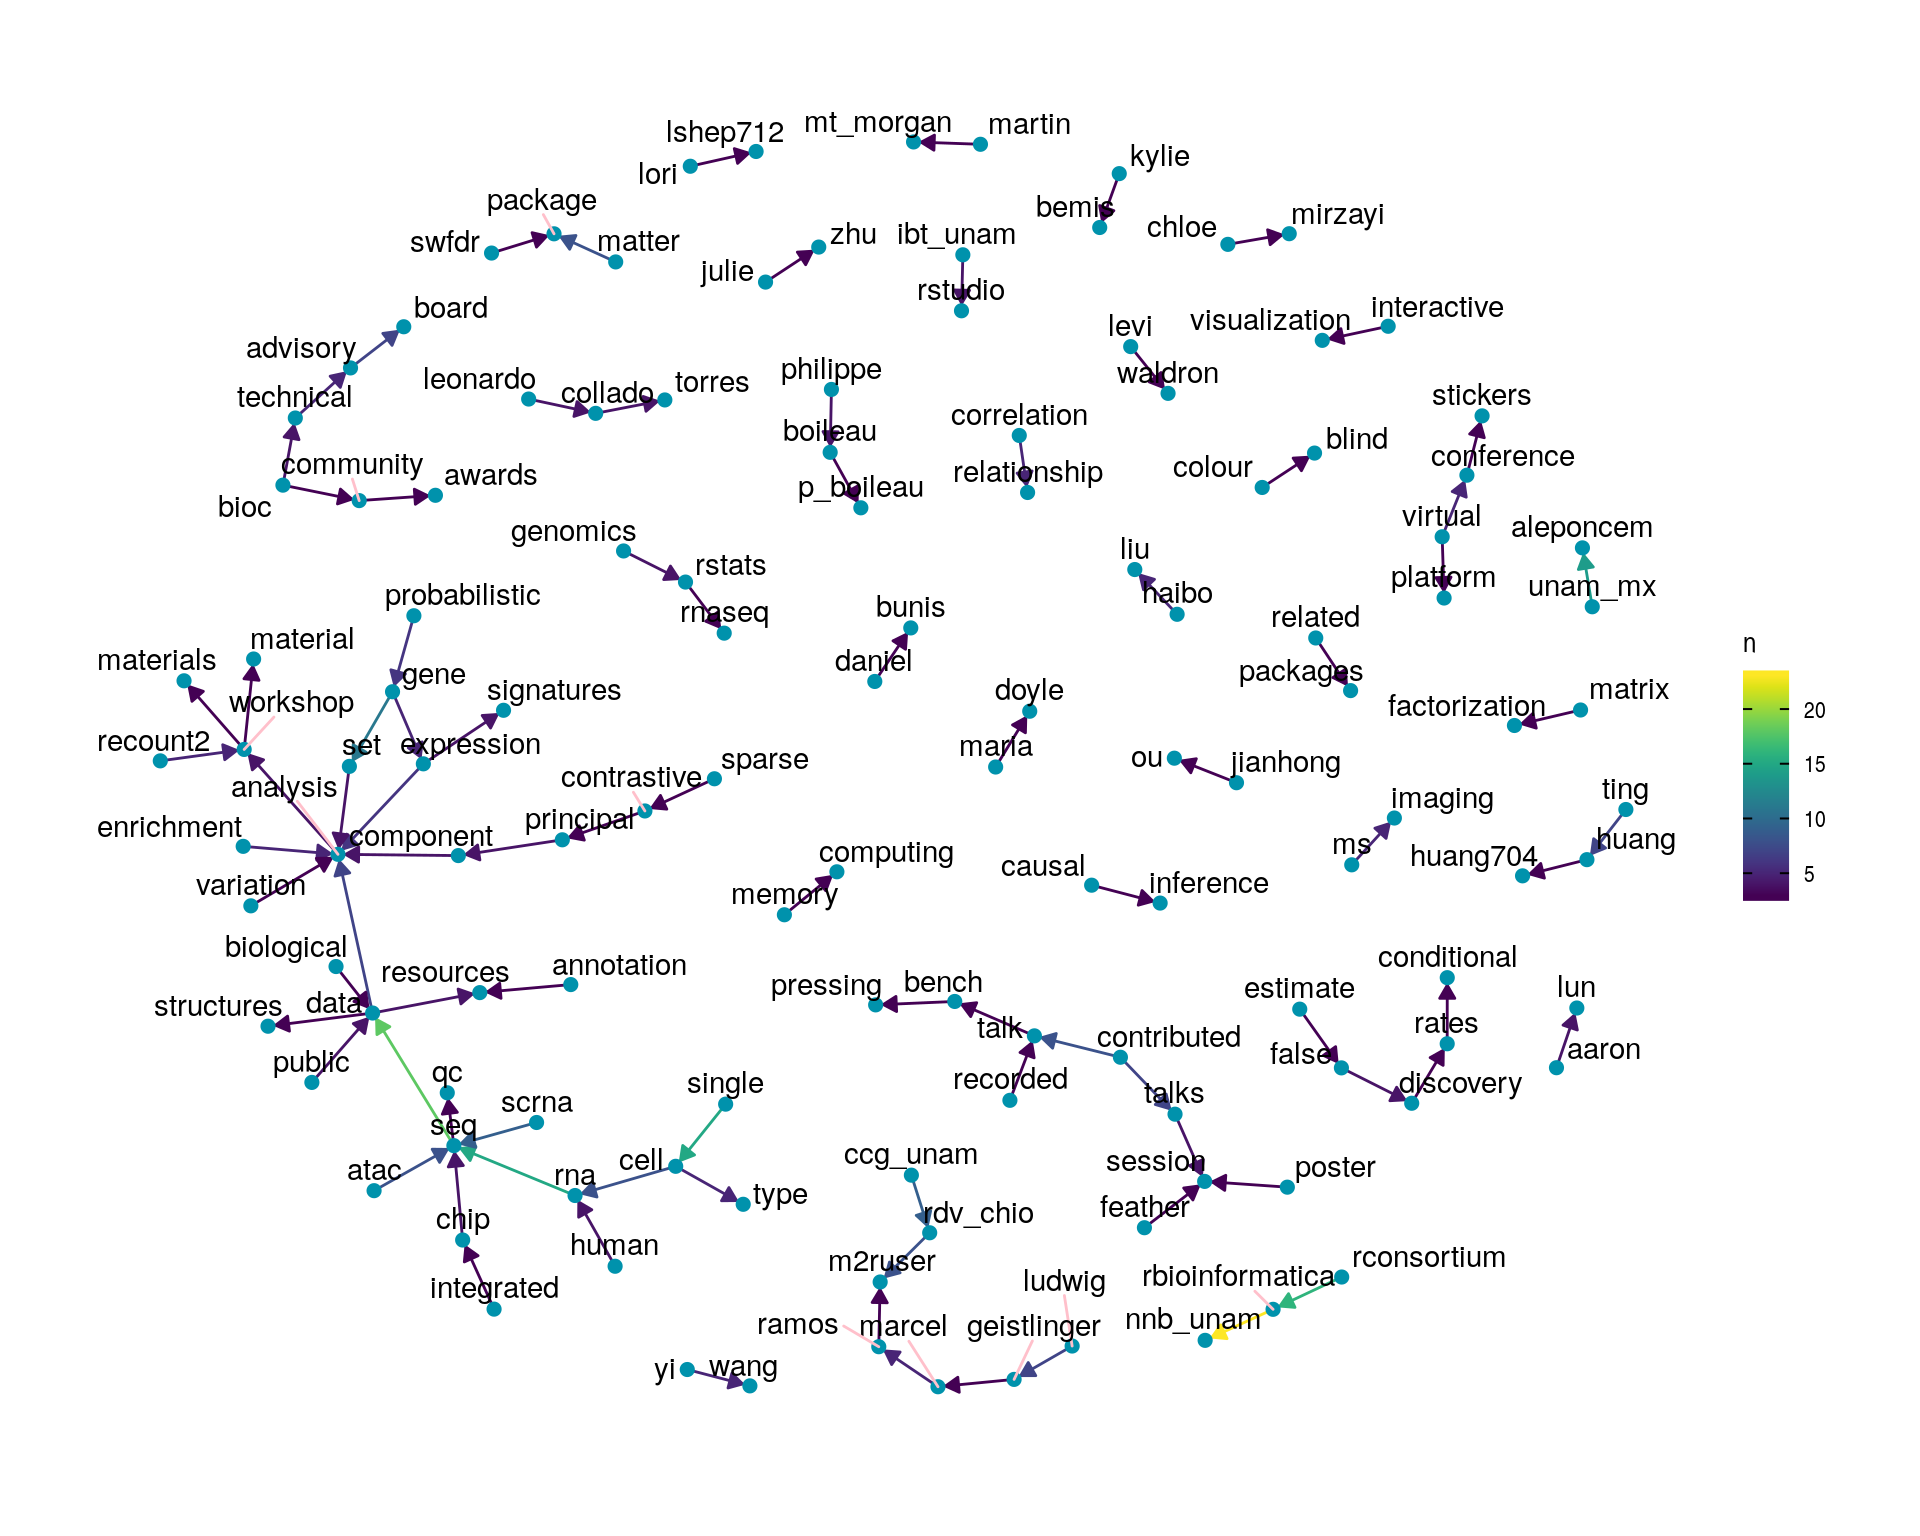 lshep712
mt_morgan
martin
lori
kylie
package
bemis
mirzayi
chloe
swfdr
matter
zhu
ibt_unam
julie
rstudio
board
interactive
visualization
levi
advisory
leonardo
torres
philippe
waldron
technical
collado
stickers
correlation
boileau
blind
community
awards
relationship
colour
conference
p_boileau
bioc
virtual
genomics
aleponcem
rstats
liu
platform
probabilistic
haibo
unam_mx
rnaseq
bunis
related
n
material
materials
daniel
gene
packages
signatures
doyle
matrix
workshop
factorization
20
recount2
set
expression
maria
sparse
ou
jianhong
15
contrastive
analysis
imaging
ting
principal
10
enrichment
component
computing
ms
huang
huang704
causal
5
variation
memory
inference
biological
resources
annotation
conditional
pressing
bench
estimate
lun
structures
data
talk
contributed
rates
false
aaron
public
qc
single
recorded
talks
discovery
scrna
seq
atac
rna
cell
ccg_unam
session
poster
type
feather
chip
rdv_chio
human
m2ruser
rconsortium
integrated
ludwig
rbioinformatica
ramos
marcel
geistlinger
nnb_unam
yi
wang